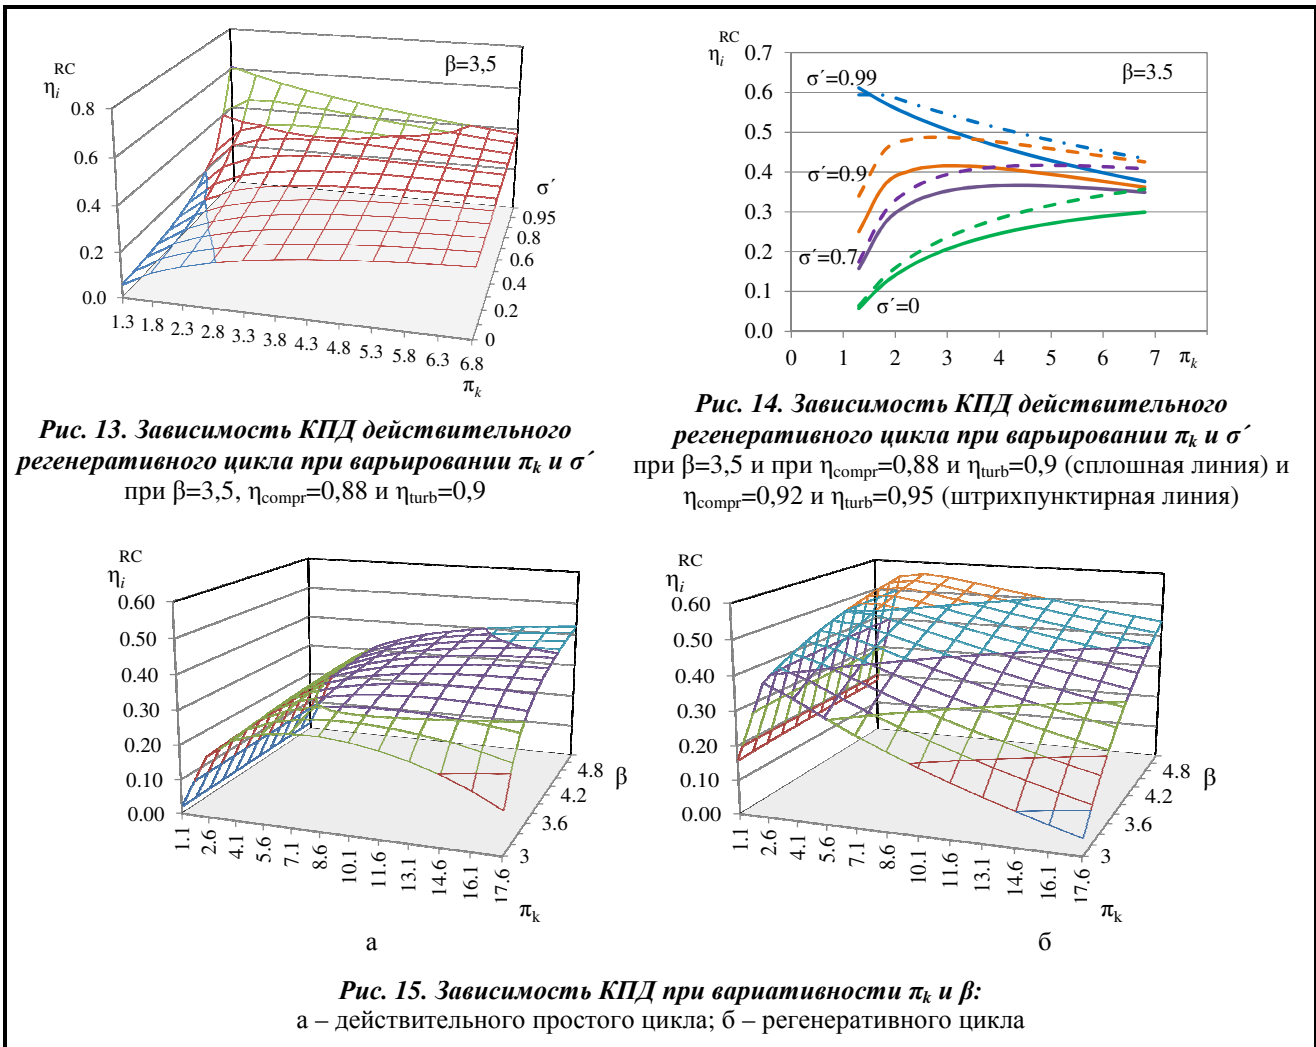 η_i^RC
β=3,5
0.8
0.6
0.4
0.2
0.0
1.3 1.8 2.3 2.8 3.3 3.8 4.3 4.8 5.3 5.8 6.3 6.8
π_k
σ´
0.95
0.8
0.6
0.4
0.2
0
Рис. 13. Зависимость КПД действительного
регенеративного цикла при варьировании π_k и σ´
при β=3,5, η_compr=0,88 и η_turb=0,9
η_i^RC
0.7
0.6
0.5
0.4
0.3
0.2
0.1
0.0
β=3.5
σ´=0.99
σ´=0.9
σ´=0.7
σ´=0
0 1 2 3 4 5 6 7 π_k
Рис. 14. Зависимость КПД действительного
регенеративного цикла при варьировании π_k и σ´
при β=3,5 и при η_compr=0,88 и η_turb=0,9 (сплошная линия) и
η_compr=0,92 и η_turb=0,95 (штрихпунктирная линия)
η_i^RC
0.60
0.50
0.40
0.30
0.20
0.10
0.00
1.1 2.6 4.1 5.6 7.1 8.6 10.1 11.6 13.1 14.6 16.1 17.6
π_k
4.8
4.2
3.6
3
β
а
η_i^RC
0.60
0.50
0.40
0.30
0.20
0.10
0.00
1.1 2.6 4.1 5.6 7.1 8.6 10.1 11.6 13.1 14.6 16.1 17.6
π_k
4.8
4.2
3.6
3
β
б
Рис. 15. Зависимость КПД при вариативности π_k и β:
а – действительного простого цикла; б – регенеративного цикла